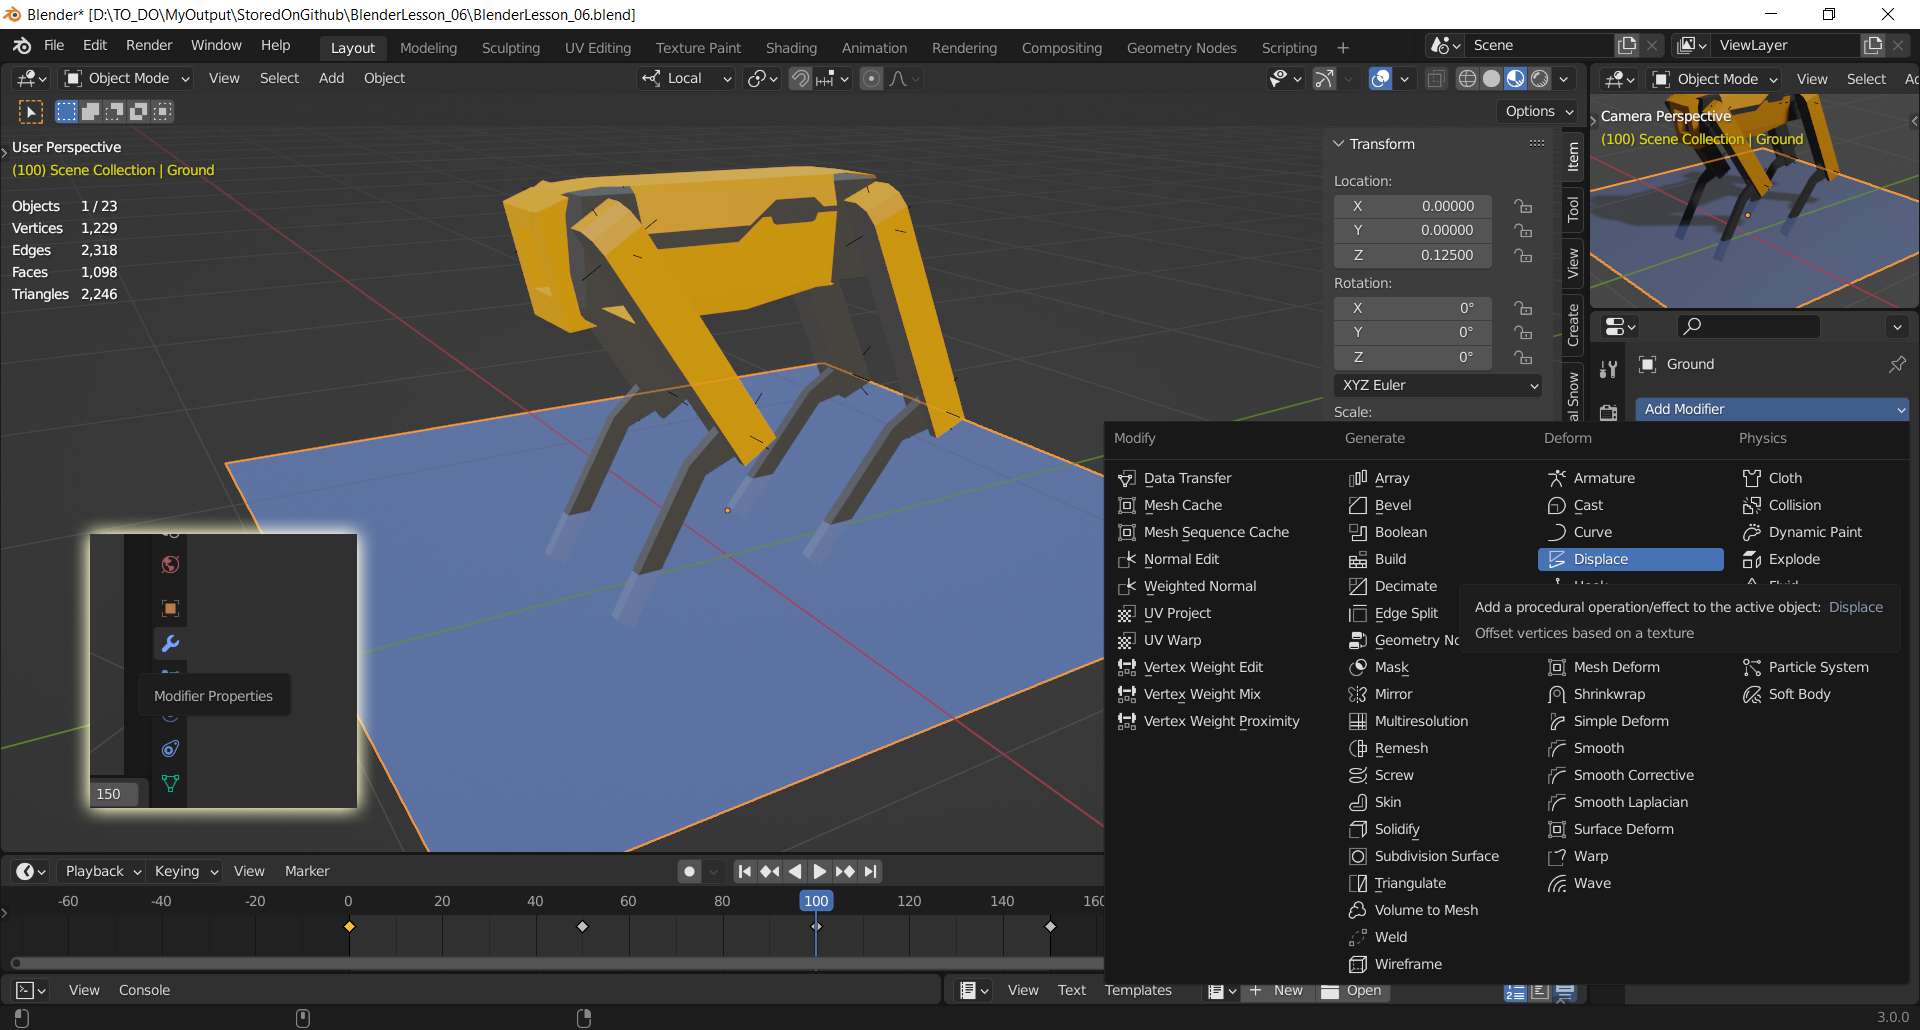 Blender* [D:\TO_DO\MyOutput\StoredOnGithub\BlenderLesson_06\BlenderLesson_06.blend]
File Edit Render Window Help Layout Modeling Sculpting UV Editing Texture Paint Shading Animation Rendering Compositing Geometry Nodes Scripting + Scene ViewLayer
Object Mode View Select Add Object Local Object Mode View Select
Options
User Perspective
(100) Scene Collection | Ground
Objects 1 / 23
Vertices 1,229
Edges 2,318
Faces 1,098
Triangles 2,246
Transform
Location:
X 0.00000
Y 0.00000
Z 0.12500
Rotation:
X 0°
Y 0°
Z 0°
XYZ Euler
Scale:
Item
Tool
View
Create
al Snow
Camera Perspective
(100) Scene Collection | Ground
Ground
Add Modifier
Modify
Data Transfer
Mesh Cache
Mesh Sequence Cache
Normal Edit
Weighted Normal
UV Project
UV Warp
Vertex Weight Edit
Vertex Weight Mix
Vertex Weight Proximity
Generate
Array
Bevel
Boolean
Build
Decimate
Edge Split
Geometry No
Mask
Mirror
Multiresolution
Remesh
Screw
Skin
Solidify
Subdivision Surface
Triangulate
Volume to Mesh
Weld
Wireframe
Deform
Armature
Cast
Curve
Displace
Add a procedural operation/effect to the active object: Displace
Offset vertices based on a texture
Mesh Deform
Shrinkwrap
Simple Deform
Smooth
Smooth Corrective
Smooth Laplacian
Surface Deform
Warp
Wave
Physics
Cloth
Collision
Dynamic Paint
Explode
Particle System
Soft Body
Modifier Properties
150
Playback Keying View Marker
-60 -40 -20 0 20 40 60 80 100 120 140 160
View Console View Text Templates + New Open
3.0.0